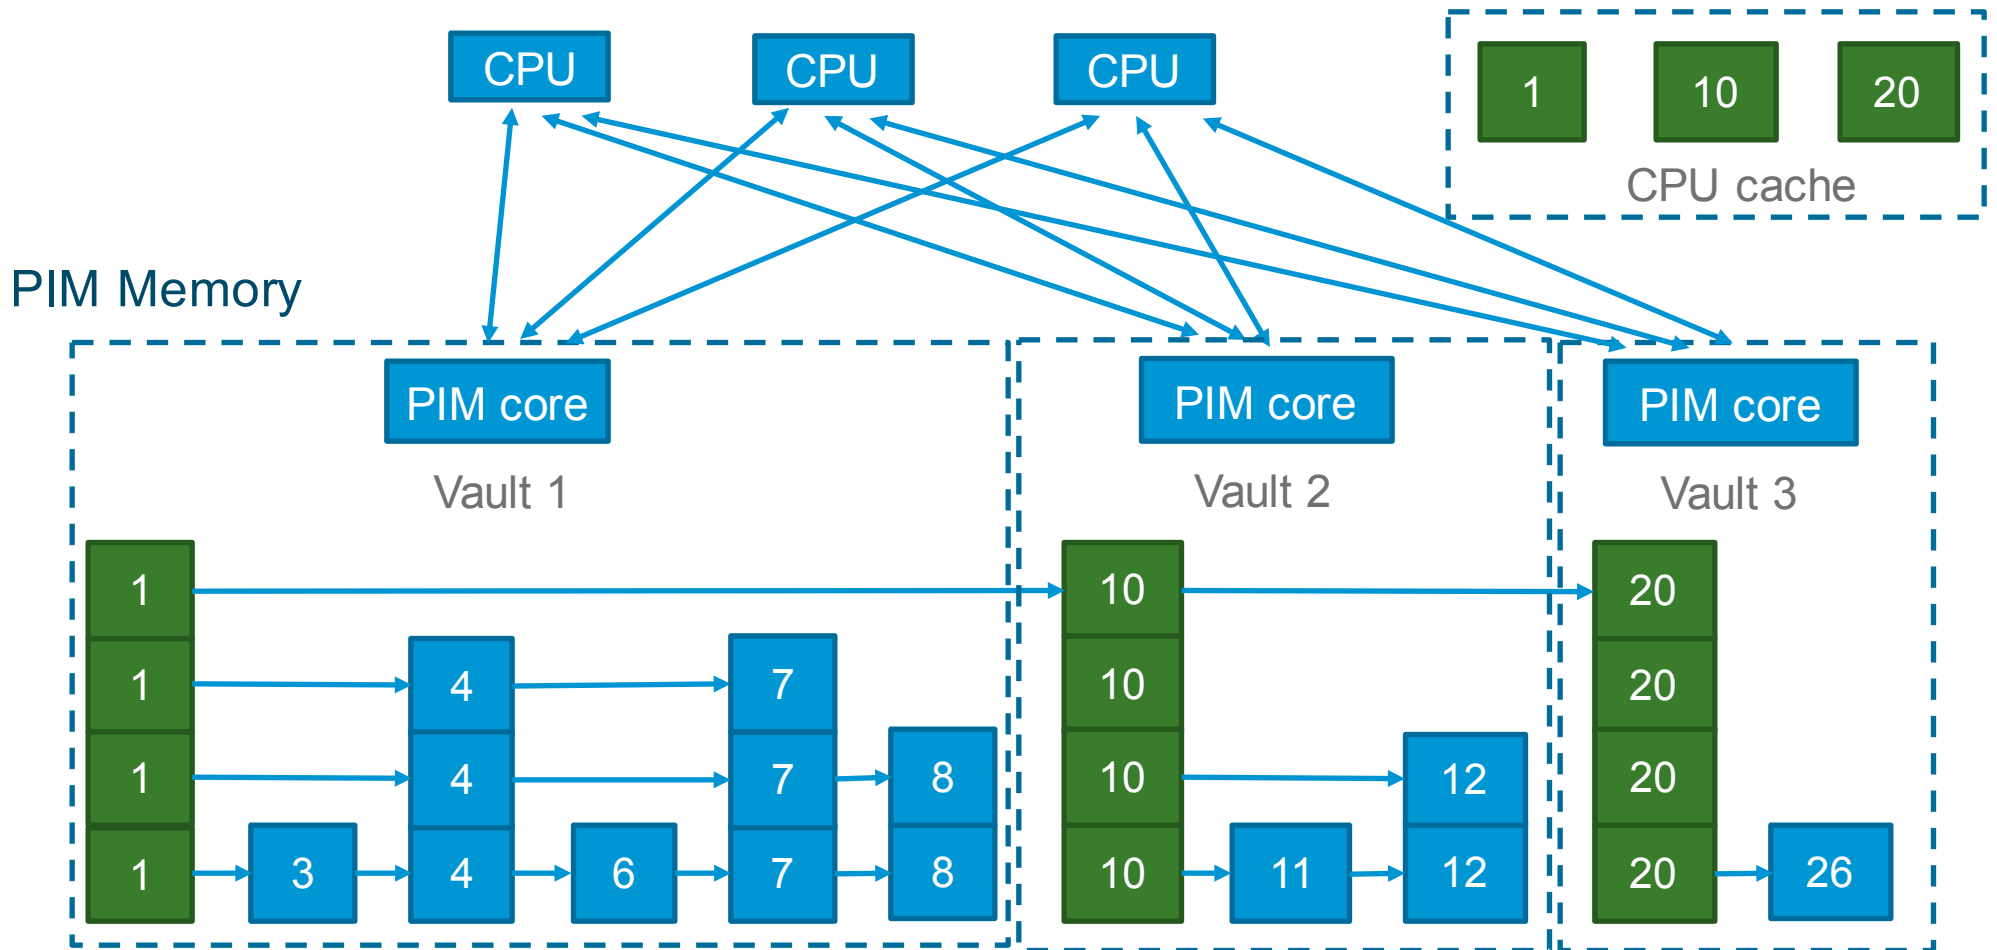 CPU CPU CPU
1 10 20
CPU cache
PIM Memory
PIM core PIM core PIM core
Vault 1 Vault 2 Vault 3
1 10 20
1 4 7 10 20
1 4 7 8 10 12 20
1 3 4 6 7 8 10 11 12 20 26